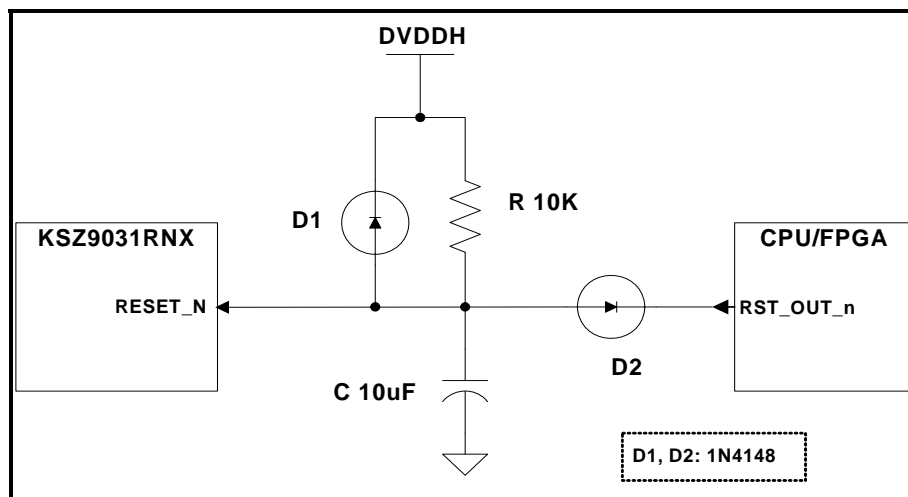 DVDDH
R 10K
D1
KSZ9031RNX
CPU/FPGA
RESET_N
RST_OUT_n
D2
C 10uF
D1, D2: 1N4148